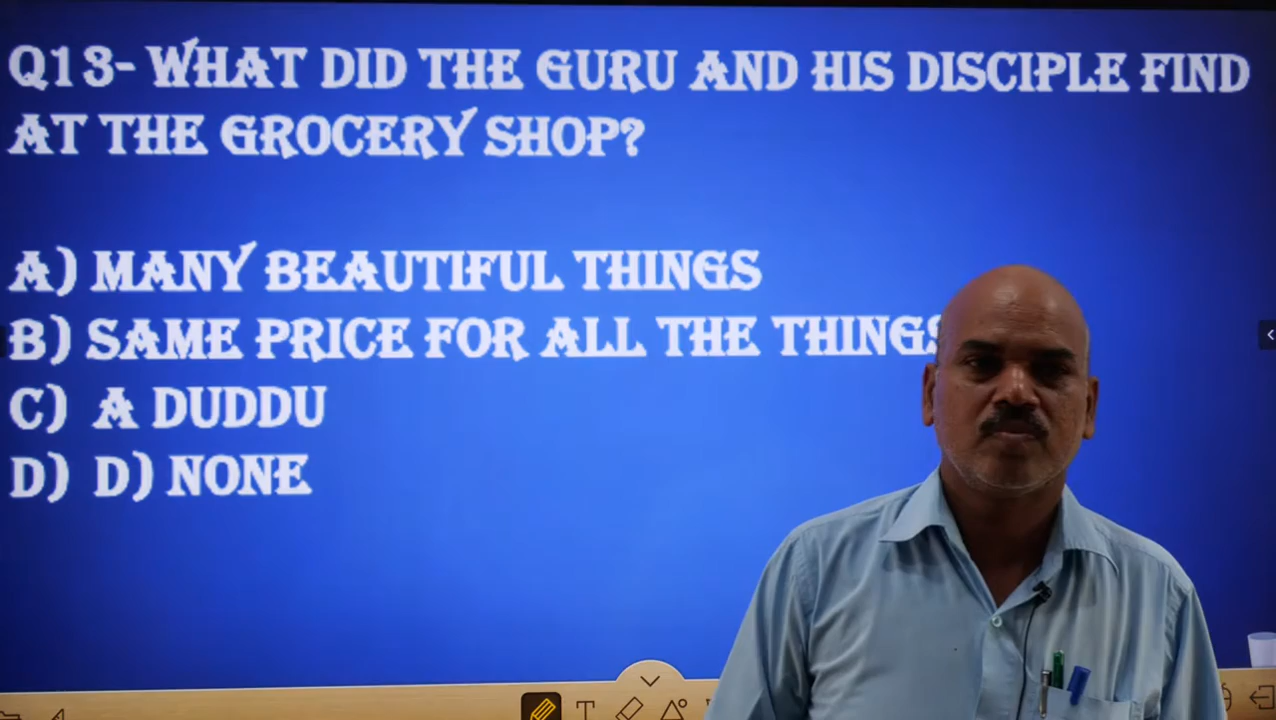 Q13- WHAT DID THE GURU AND HIS DISCIPLE FIND
AT THE GROCERY SHOP?
A) MANY BEAUTIFUL THINGS
B) SAME PRICE FOR ALL THE THINGS
C) A DUDDU
D) D) NONE